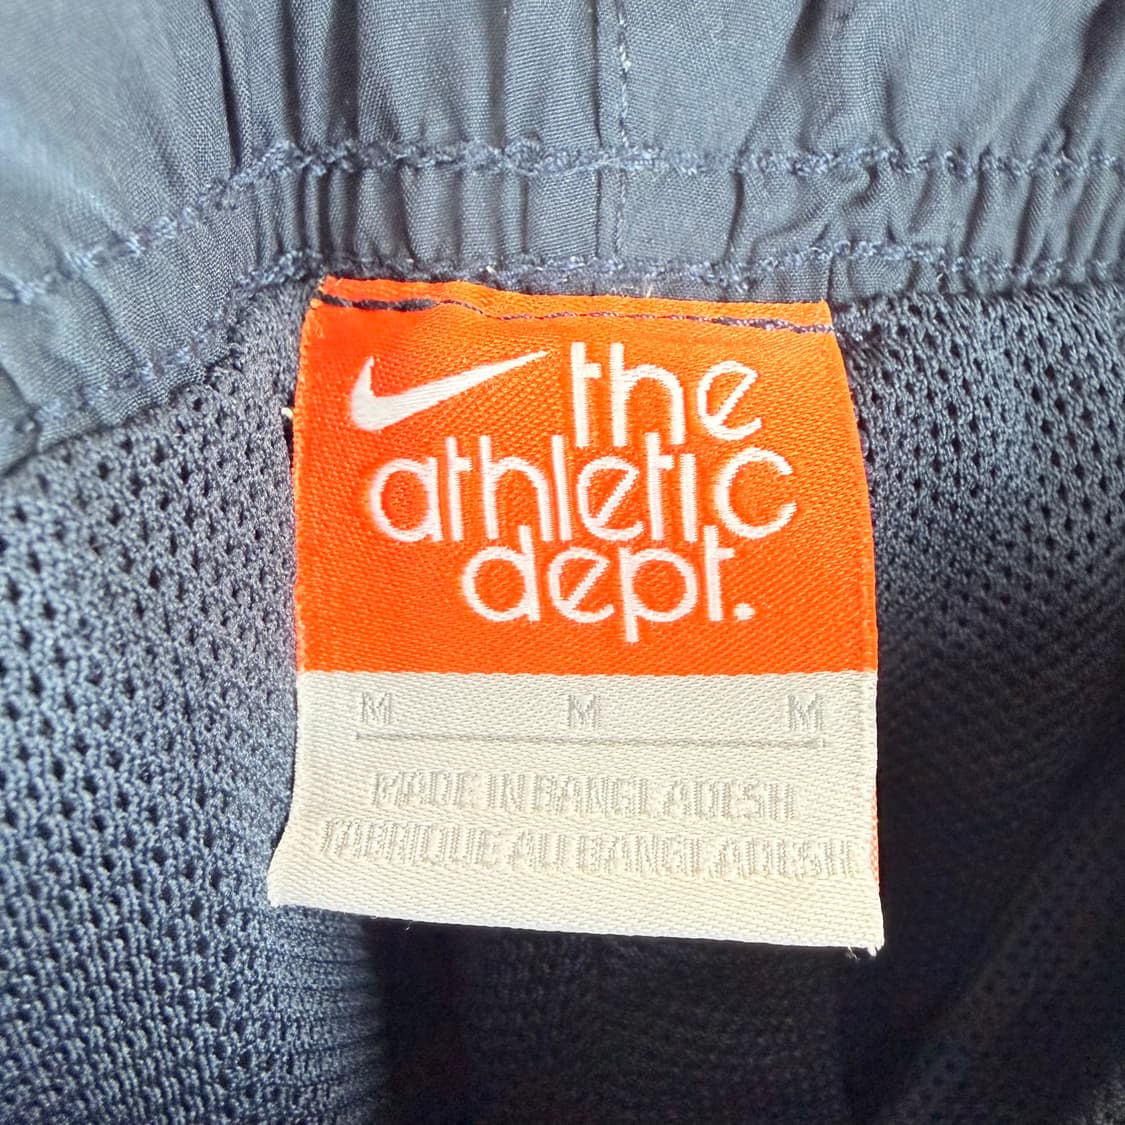 the
athletic
dept.
M M M
MADE IN BANGLADESH
FABRIQUE AU BANGLADESH